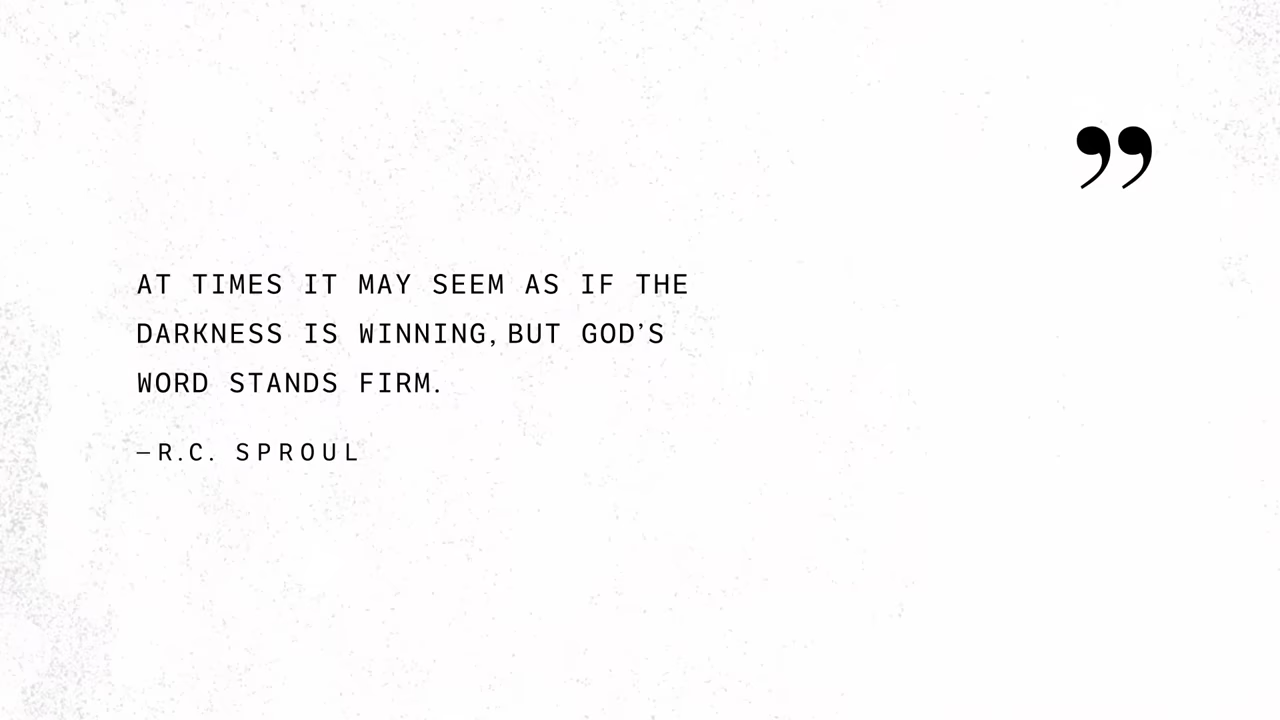 ”
AT TIMES IT MAY SEEM AS IF THE
DARKNESS IS WINNING, BUT GOD’S
WORD STANDS FIRM.
—R.C. SPROUL